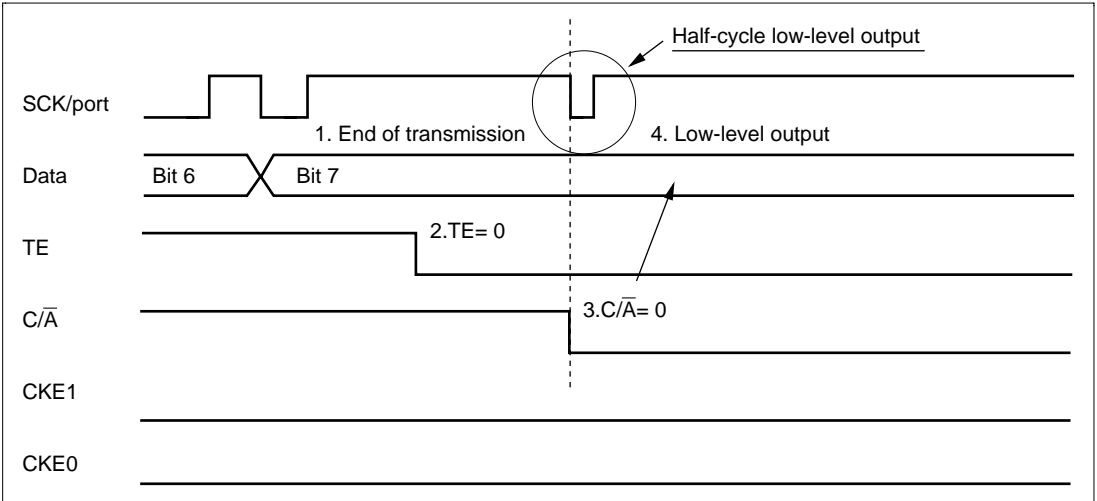 Half-cycle low-level output
SCK/port
1. End of transmission
4. Low-level output
Data
Bit 6
Bit 7
TE
2.TE= 0
C/A̅
3.C/A̅= 0
CKE1
CKE0